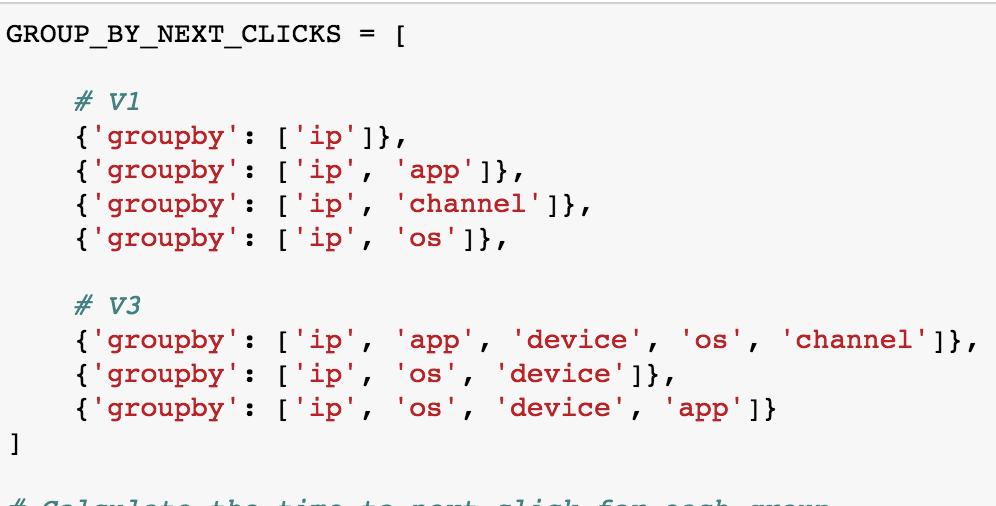 GROUP_BY_NEXT_CLICKS = [
# V1
{'groupby': ['ip']},
{'groupby': ['ip', 'app']},
{'groupby': ['ip', 'channel']},
{'groupby': ['ip', 'os']},
# V3
{'groupby': ['ip', 'app', 'device', 'os', 'channel']},
{'groupby': ['ip', 'os', 'device']},
{'groupby': ['ip', 'os', 'device', 'app']}
]
# Calculate the time to next click for each group